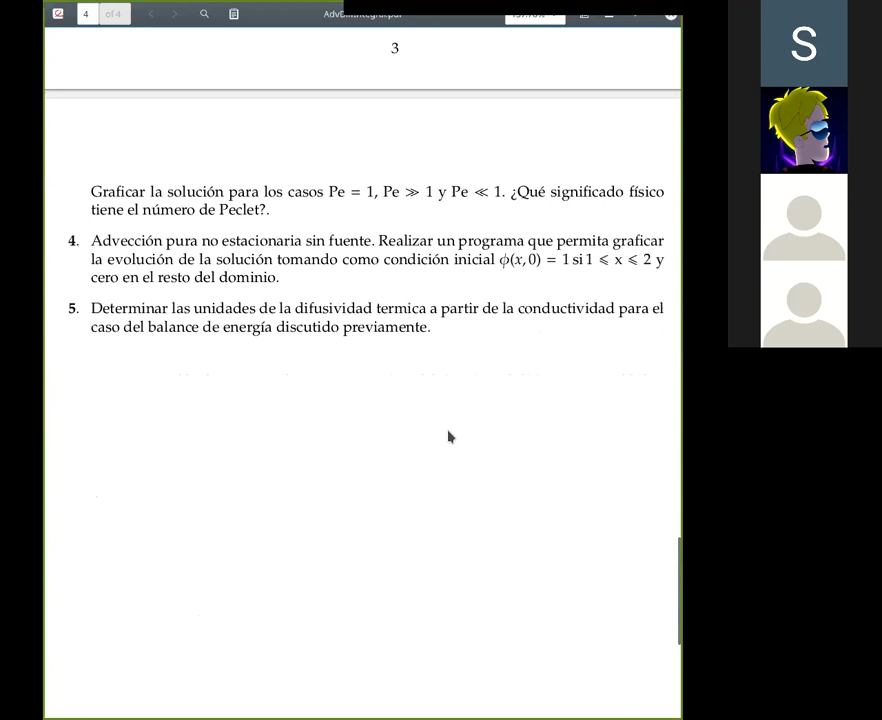 4 of 4
3
Graficar la solución para los casos Pe = 1, Pe ≫ 1 y Pe ≪ 1. ¿Qué significado físico
tiene el número de Peclet?.
4. Advección pura no estacionaria sin fuente. Realizar un programa que permita graficar
la evolución de la solución tomando como condición inicial ϕ(x, 0) = 1 si 1 ⩽ x ⩽ 2 y
cero en el resto del dominio.
5. Determinar las unidades de la difusividad termica a partir de la conductividad para el
caso del balance de energía discutido previamente.
S